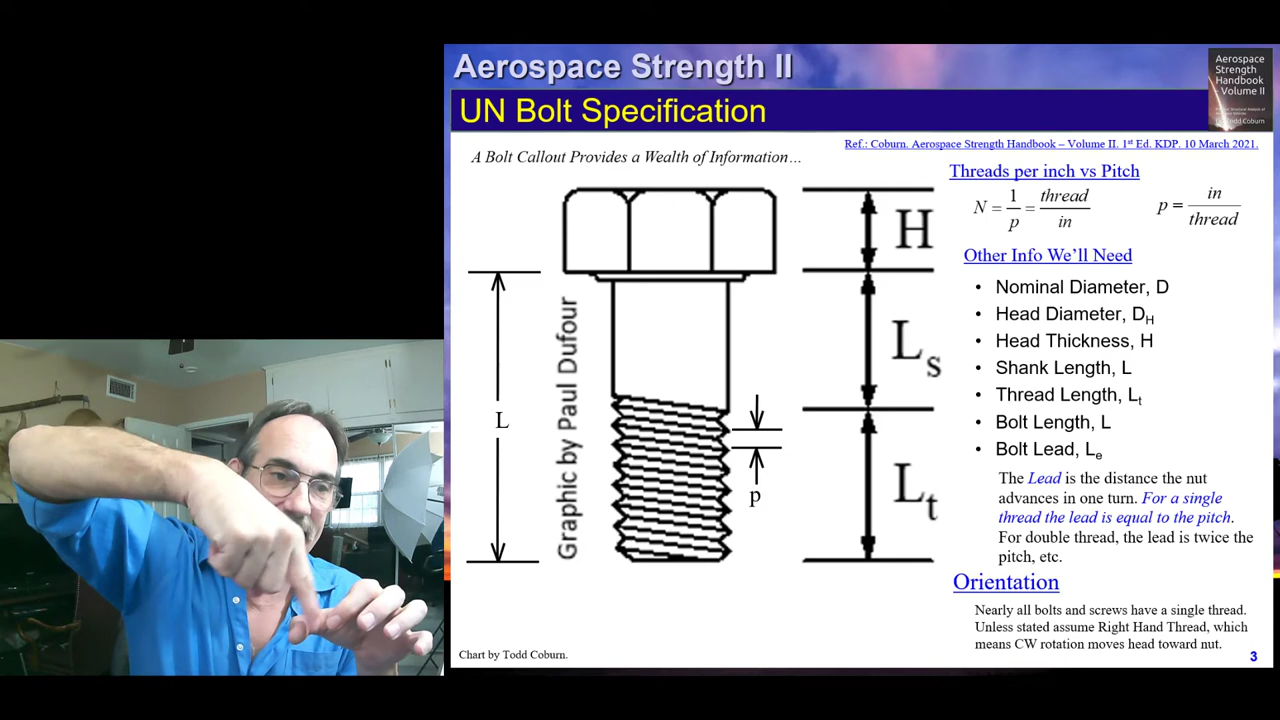 Aerospace Strength II
UN Bolt Specification
Aerospace
Strength
Handbook
- Volume II
Todd Coburn
A Bolt Callout Provides a Wealth of Information…
Ref.: Coburn. Aerospace Strength Handbook – Volume II. 1st Ed. KDP. 10 March 2021.
Threads per inch vs Pitch
N = 1/p = thread/in
p = in/thread
Other Info We'll Need
• Nominal Diameter, D
• Head Diameter, DH
• Head Thickness, H
• Shank Length, L
• Thread Length, Lt
• Bolt Length, L
• Bolt Lead, Le
The Lead is the distance the nut
advances in one turn. For a single
thread the lead is equal to the pitch.
For double thread, the lead is twice the
pitch, etc.
Orientation
Nearly all bolts and screws have a single thread.
Unless stated assume Right Hand Thread, which
means CW rotation moves head toward nut.
H
Ls
Lt
L
p
Graphic by Paul Dufour
Chart by Todd Coburn.
3